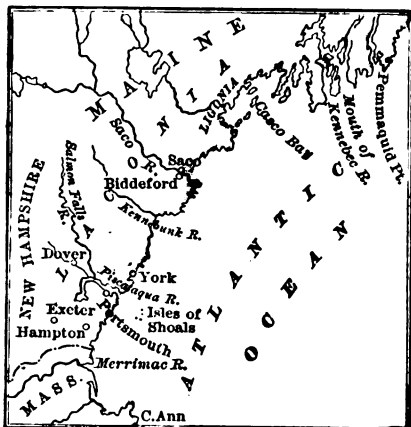 MAINE
LACONIA
LIGONIA
Casco Bay
Mouth of
Kennebec R.
Pemmaquid Pt.
Saco R.
Saco
Biddeford
Salmon Falls
R.
Kennebunk R.
NEW HAMPSHIRE
Dover
York
Piscataqua R.
Exeter
Portsmouth
Isles of
Shoals
Hampton
Merrimac R.
MASS.
C. Ann
ATLANTIC
OCEAN